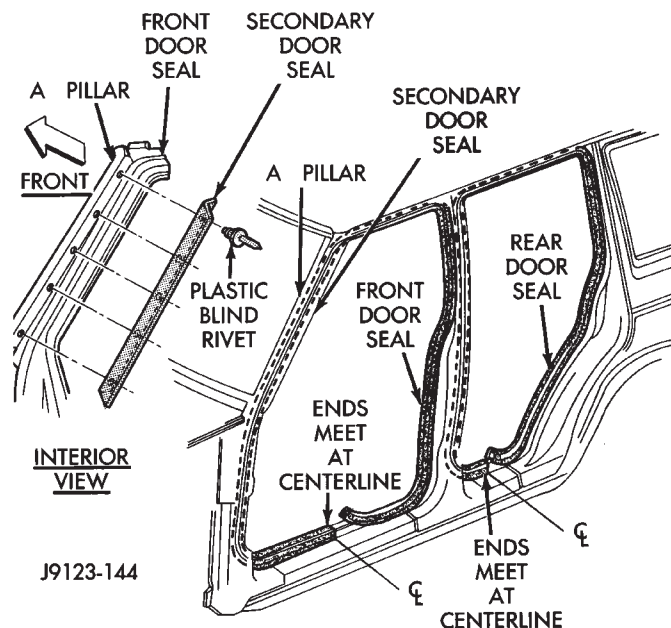 FRONT
DOOR
SEAL
SECONDARY
DOOR
SEAL
A PILLAR
SECONDARY
DOOR
SEAL
FRONT
A PILLAR
REAR
DOOR
SEAL
PLASTIC
BLIND
RIVET
FRONT
DOOR
SEAL
ENDS
MEET
AT
CENTERLINE
INTERIOR
VIEW
℄
℄
ENDS
MEET
AT
CENTERLINE
J9123-144